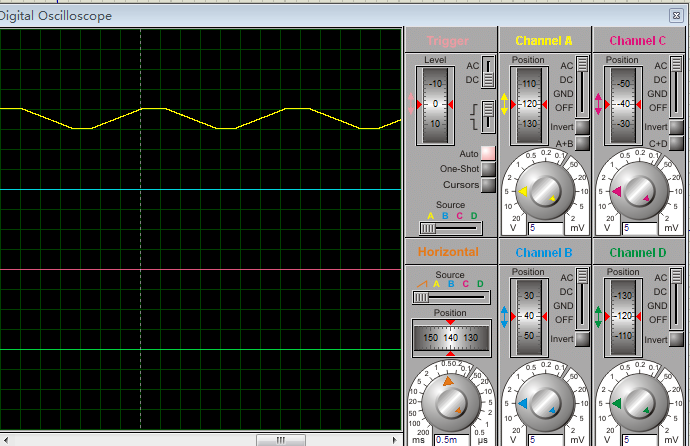 Digital Oscilloscope
Trigger
Level
-10
0
10
AC
DC
Auto
One-Shot
Cursors
Source
A B C D
Channel A
Position
110
120
130
AC
DC
GND
OFF
Invert
A+B
0.5 0.2 0.1
1
2
5
10
20
50
20
10
5
2
V
5
mV
Channel C
Position
-50
-40
-30
AC
DC
GND
OFF
Invert
C+D
0.5 0.2 0.1
1
2
5
10
20
50
20
10
5
2
V
5
mV
Horizontal
Source
A B C D
Position
150 140 130
1 0.50 0.2
0.1
2
5
10
20
50
100
200
50
20
10
5
2
1
0.5
ms
0.5m
µs
Channel B
Position
30
40
50
AC
DC
GND
OFF
Invert
0.5 0.2 0.1
1
2
5
10
20
50
20
10
5
2
V
5
mV
Channel D
Position
-130
-120
-110
AC
DC
GND
OFF
Invert
0.5 0.2 0.1
1
2
5
10
20
50
20
10
5
2
V
5
mV